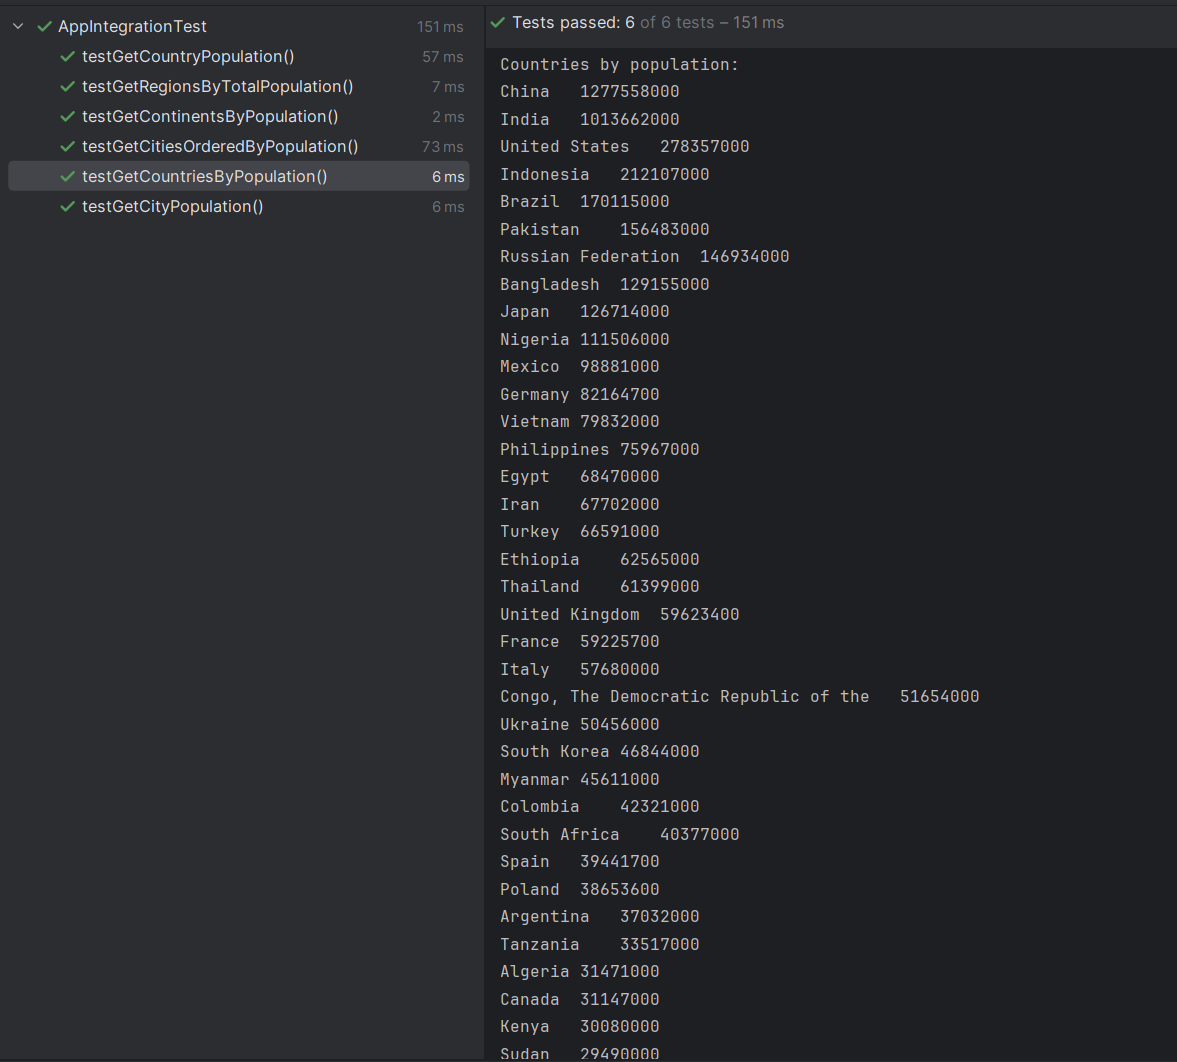 AppIntegrationTest 151 ms
testGetCountryPopulation() 57 ms
testGetRegionsByTotalPopulation() 7 ms
testGetContinentsByPopulation() 2 ms
testGetCitiesOrderedByPopulation() 73 ms
testGetCountriesByPopulation() 6 ms
testGetCityPopulation() 6 ms
Tests passed: 6 of 6 tests – 151 ms
Countries by population:
China 1277558000
India 1013662000
United States 278357000
Indonesia 212107000
Brazil 170115000
Pakistan 156483000
Russian Federation 146934000
Bangladesh 129155000
Japan 126714000
Nigeria 111506000
Mexico 98881000
Germany 82164700
Vietnam 79832000
Philippines 75967000
Egypt 68470000
Iran 67702000
Turkey 66591000
Ethiopia 62565000
Thailand 61399000
United Kingdom 59623400
France 59225700
Italy 57680000
Congo, The Democratic Republic of the 51654000
Ukraine 50456000
South Korea 46844000
Myanmar 45611000
Colombia 42321000
South Africa 40377000
Spain 39441700
Poland 38653600
Argentina 37032000
Tanzania 33517000
Algeria 31471000
Canada 31147000
Kenya 30080000
Sudan 29490000